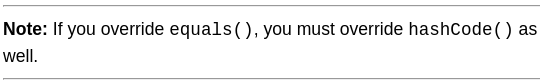 Note: If you override equals(), you must override hashCode() as
well.